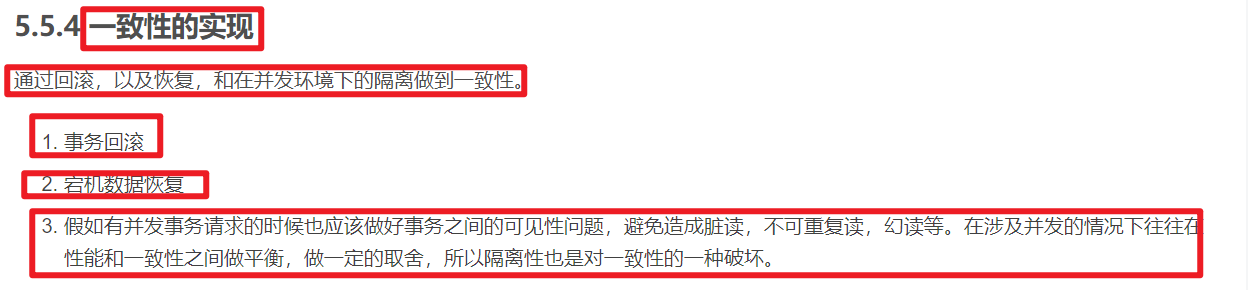 5.5.4 一致性的实现
通过回滚，以及恢复，和在并发环境下的隔离做到一致性。
1. 事务回滚
2. 宕机数据恢复
3. 假如有并发事务请求的时候也应该做好事务之间的可见性问题，避免造成脏读，不可重复读，幻读等。在涉及并发的情况下往往在
性能和一致性之间做平衡，做一定的取舍，所以隔离性也是对一致性的一种破坏。